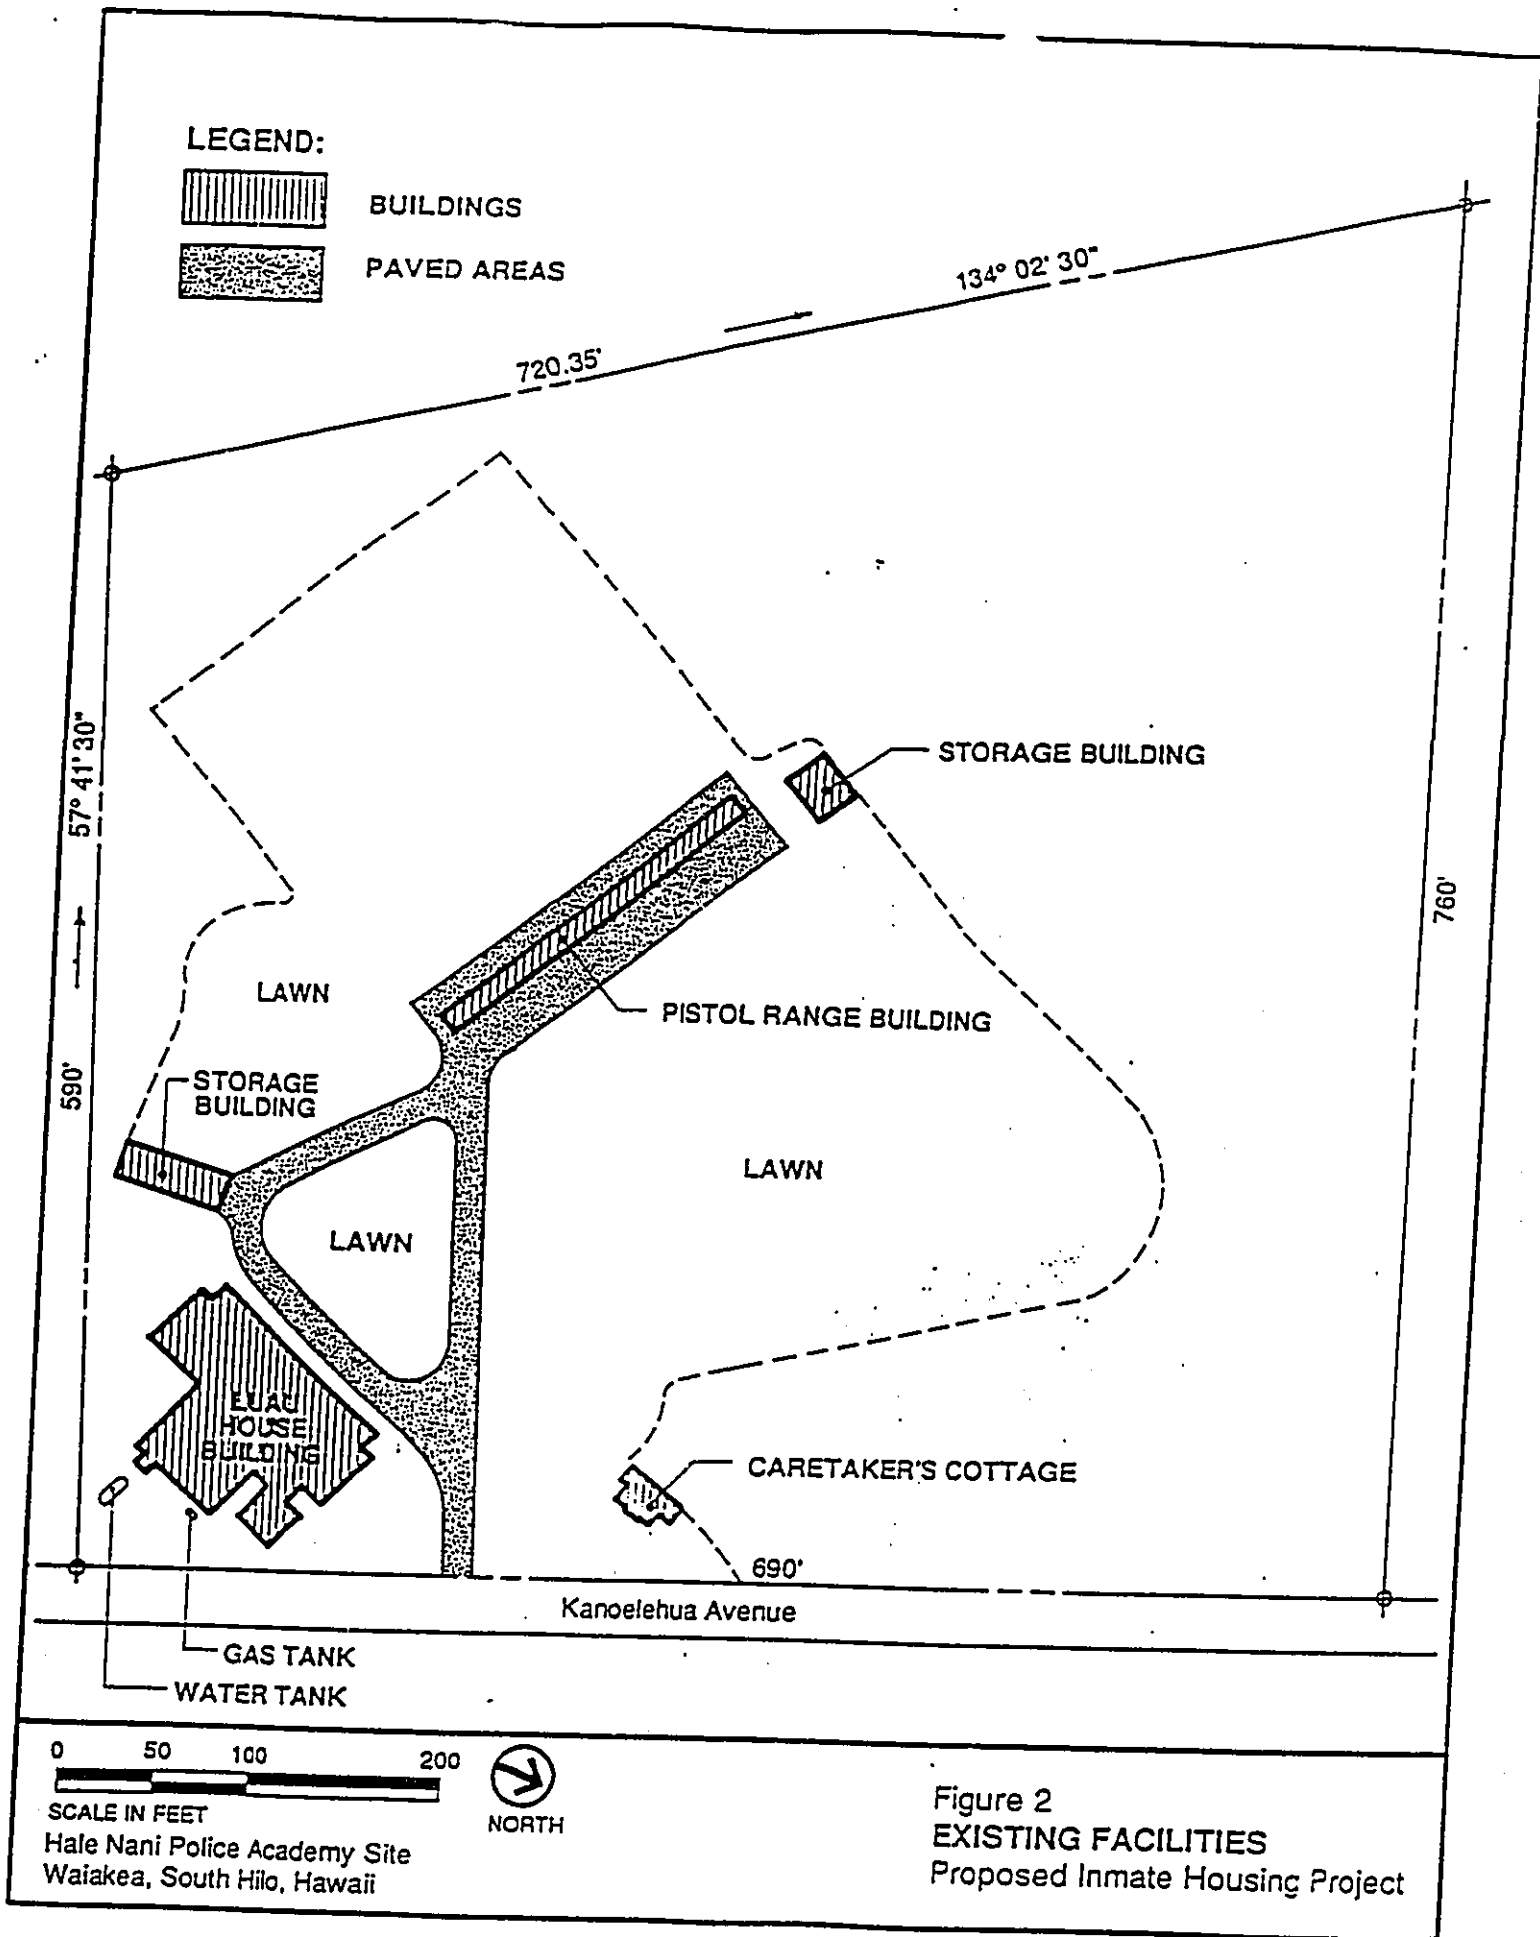 LEGEND:
BUILDINGS
PAVED AREAS
134° 02' 30"
720.35'
57° 41' 30"
STORAGE BUILDING
760'
LAWN
PISTOL RANGE BUILDING
590'
STORAGE
BUILDING
LAWN
LAWN
LUAU
HOUSE
BUILDING
CARETAKER'S COTTAGE
690'
Kanoelehua Avenue
GAS TANK
WATER TANK
0 50 100 200
SCALE IN FEET
NORTH
Hale Nani Police Academy Site
Waiakea, South Hilo, Hawaii
Figure 2
EXISTING FACILITIES
Proposed Inmate Housing Project